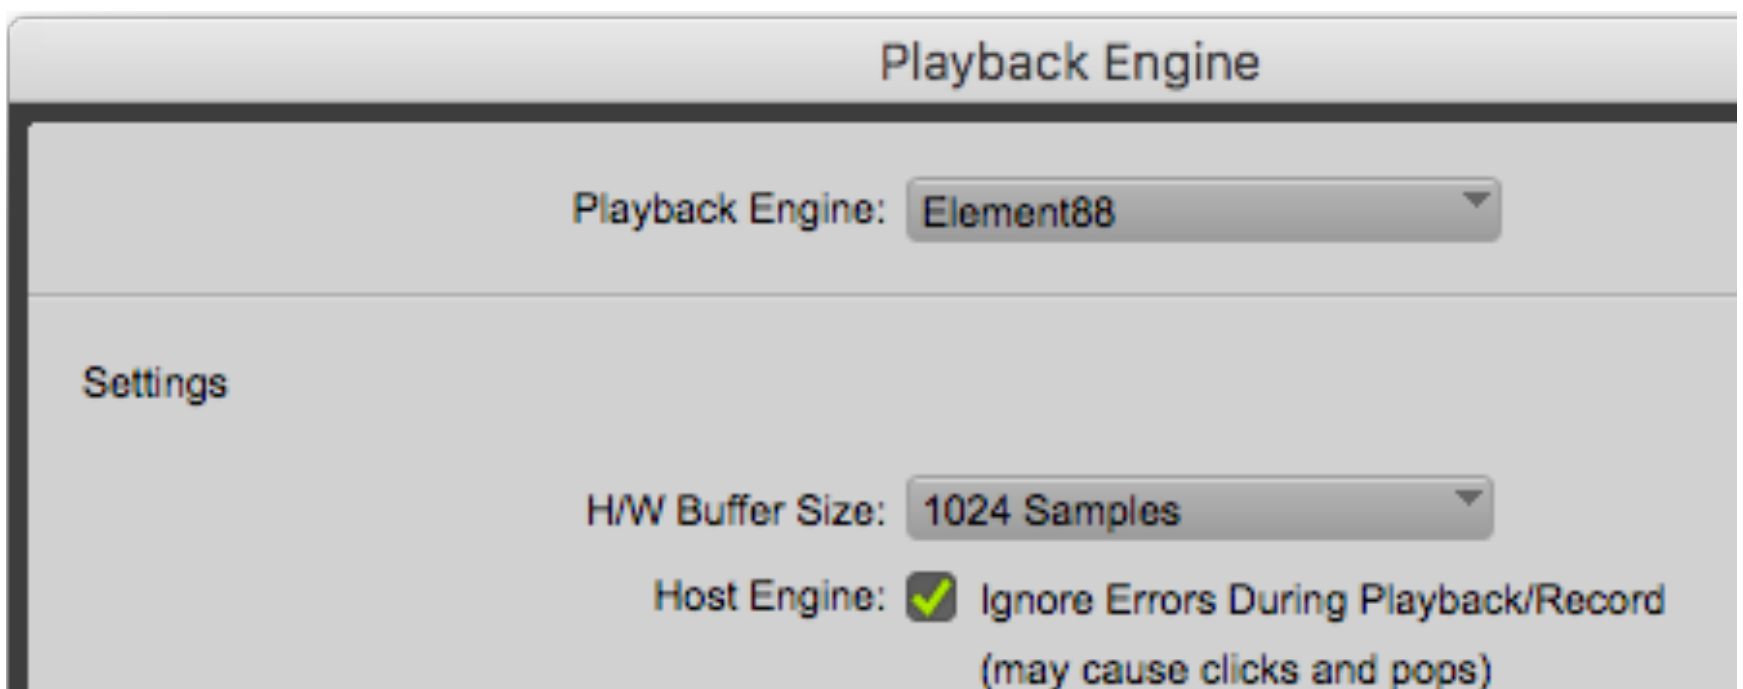 Playback Engine
Playback Engine: Element88
Settings
H/W Buffer Size: 1024 Samples
Host Engine: Ignore Errors During Playback/Record
(may cause clicks and pops)